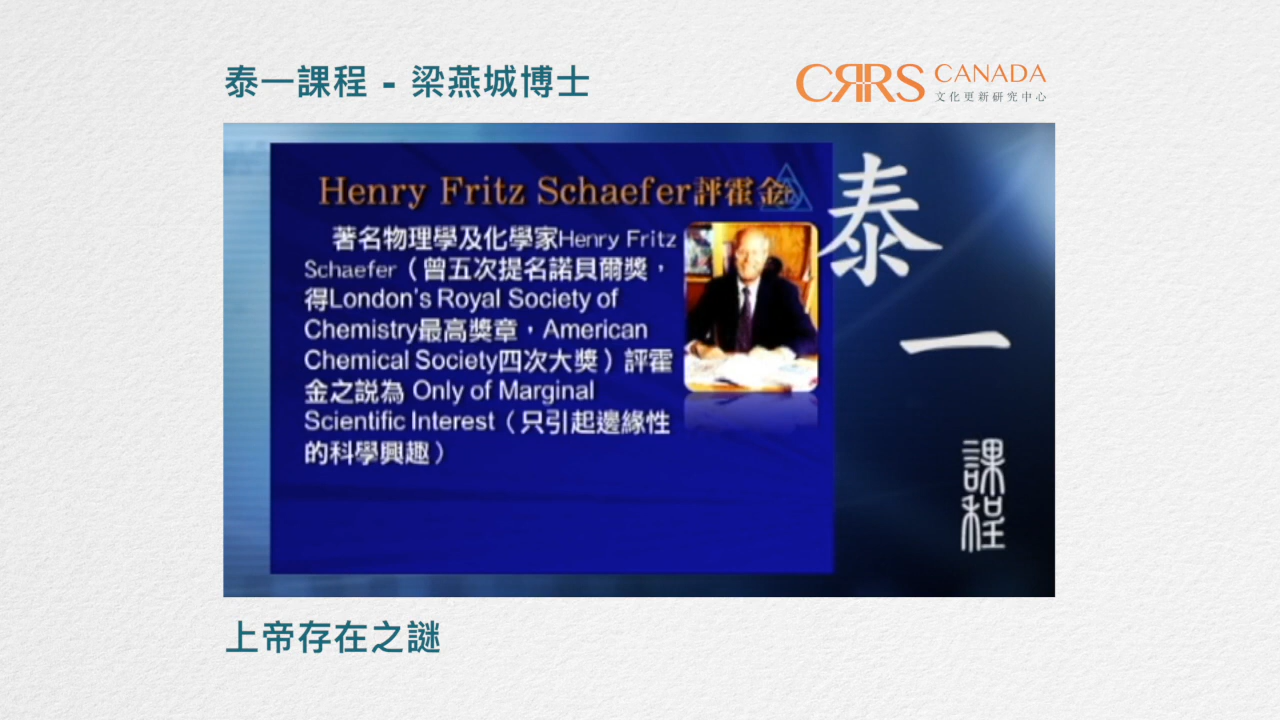 泰一課程 - 梁燕城博士
CRRS CANADA
文化更新研究中心
Henry Fritz Schaefer評霍金
著名物理學及化學家Henry Fritz
Schaefer（曾五次提名諾貝爾獎，
得London's Royal Society of
Chemistry最高獎章，American
Chemical Society四次大獎）評霍
金之說為 Only of Marginal
Scientific Interest（只引起邊緣性
的科學興趣）
泰一
課程
上帝存在之謎